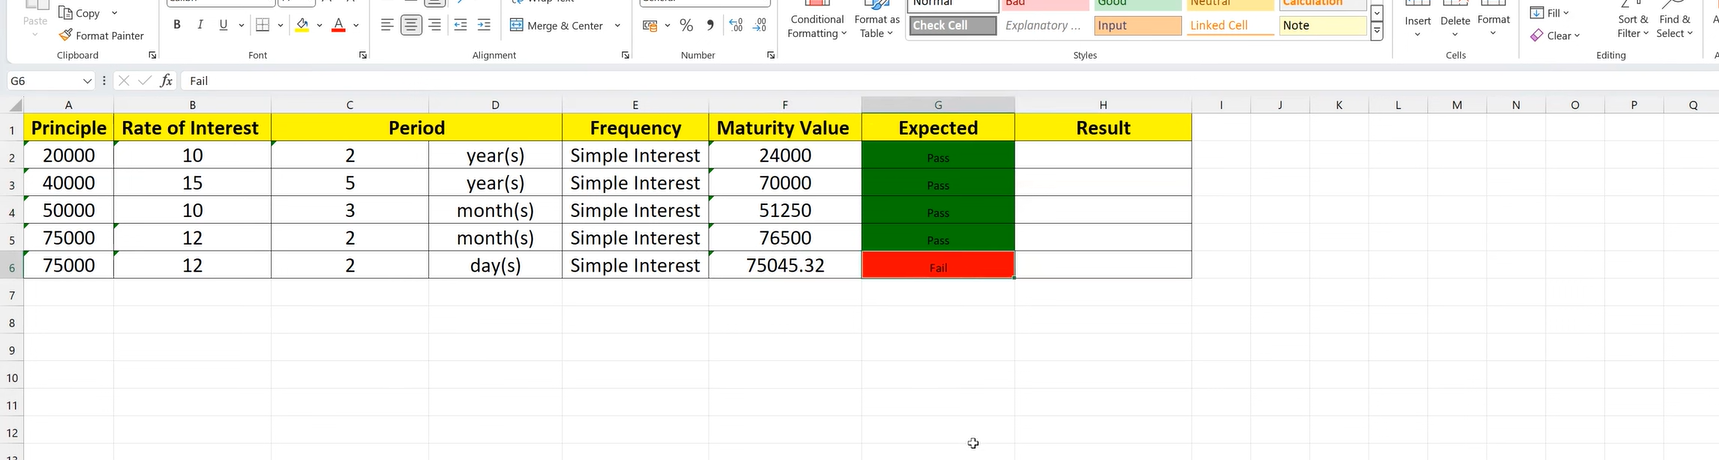 Paste
Copy
Format Painter
Clipboard
B I U A
Font
Merge & Center
Alignment
%
Number
Conditional Formatting
Format as Table
Normal Bad Good Neutral Calculation
Check Cell Explanatory ... Input Linked Cell Note
Styles
Insert Delete Format
Cells
Fill
Clear
Sort & Filter
Find & Select
Editing
G6 fx Fail
A B C D E F G H I J K L M N O P Q
1 Principle Rate of Interest Period Frequency Maturity Value Expected Result
2 20000 10 2 year(s) Simple Interest 24000 Pass
3 40000 15 5 year(s) Simple Interest 70000 Pass
4 50000 10 3 month(s) Simple Interest 51250 Pass
5 75000 12 2 month(s) Simple Interest 76500 Pass
6 75000 12 2 day(s) Simple Interest 75045.32 Fail
7
8
9
10
11
12